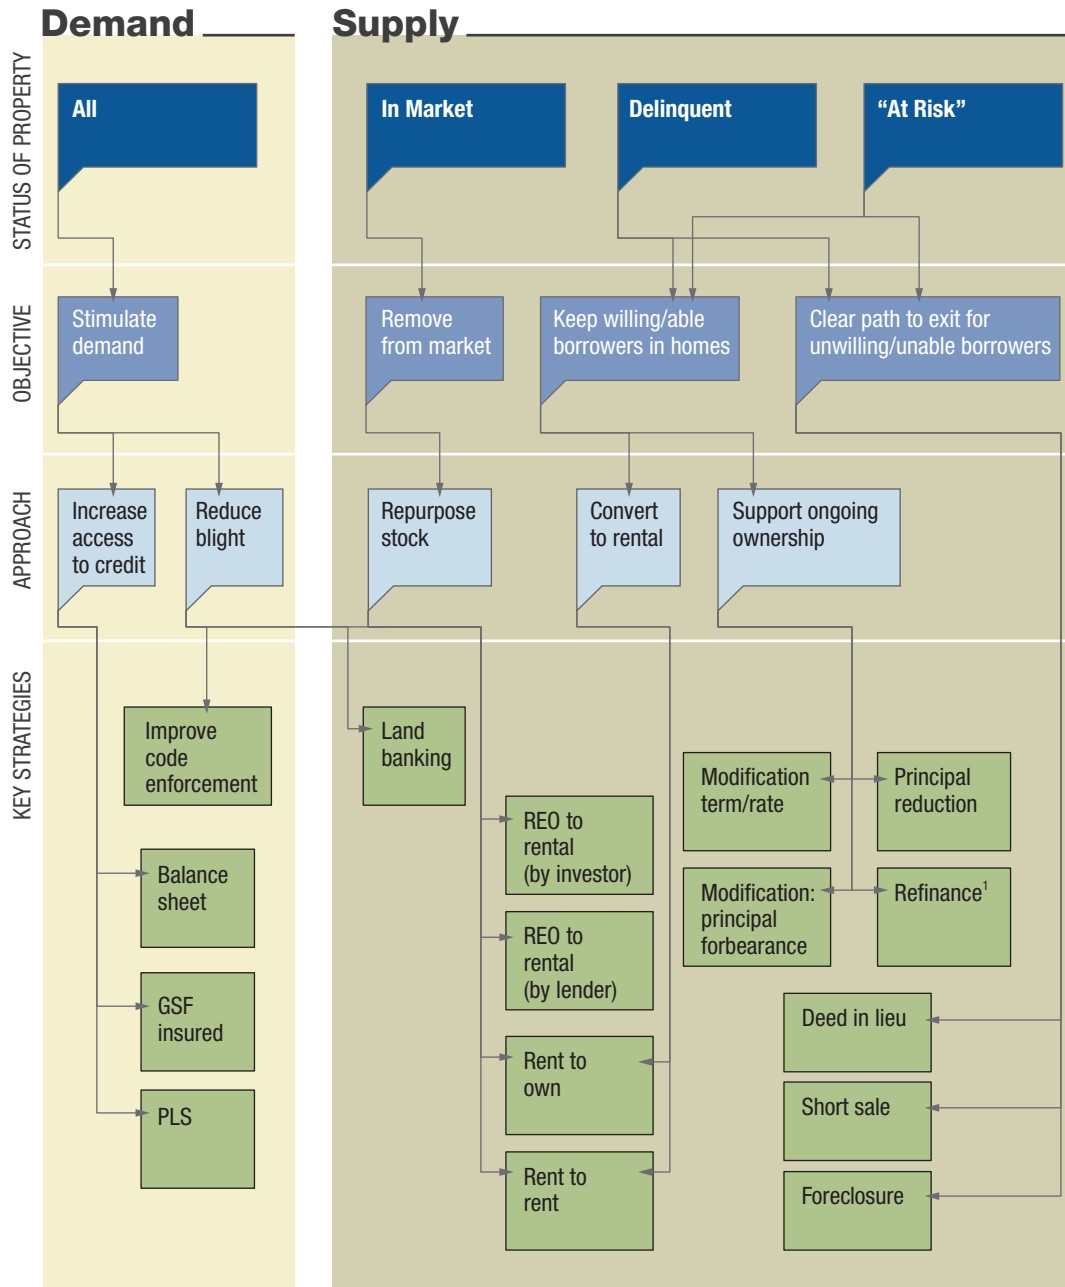 Demand
Supply
STATUS OF PROPERTY
All
In Market
Delinquent
“At Risk”
OBJECTIVE
Stimulate
demand
Remove
from market
Keep willing/able
borrowers in homes
Clear path to exit for
unwilling/unable borrowers
APPROACH
Increase
access
to credit
Reduce
blight
Repurpose
stock
Convert
to rental
Support ongoing
ownership
KEY STRATEGIES
Improve
code
enforcement
Land
banking
Modification
term/rate
Principal
reduction
REO to
rental
(by investor)
Balance
sheet
Modification:
principal
forbearance
Refinance¹
REO to
rental
(by lender)
GSF
insured
Deed in lieu
Rent to
own
PLS
Short sale
Rent to
rent
Foreclosure